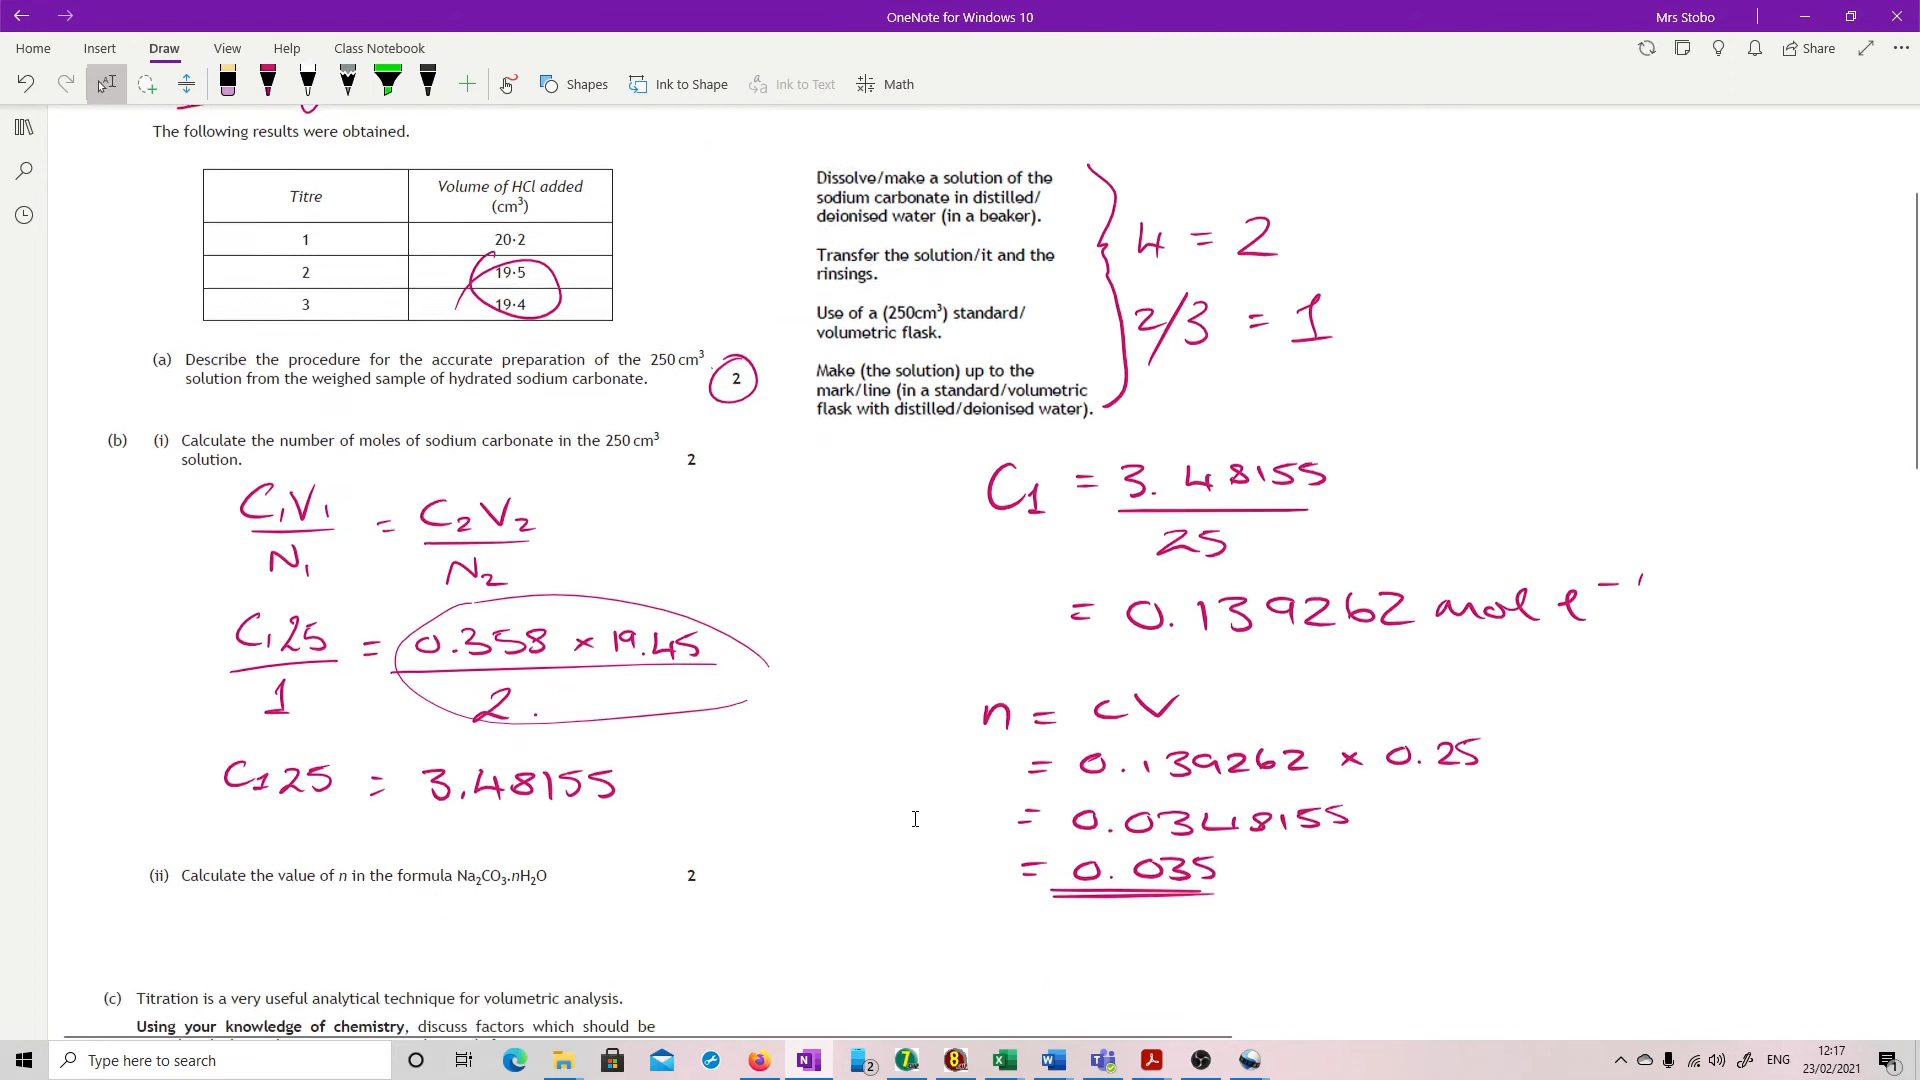 OneNote for Windows 10
Mrs Stobo
Home Insert Draw View Help Class Notebook
Share
Shapes Ink to Shape Ink to Text Math
The following results were obtained.
Titre Volume of HCl added (cm³)
1 20·2
2 19·5
3 19·4
(a) Describe the procedure for the accurate preparation of the 250 cm³
solution from the weighed sample of hydrated sodium carbonate. 2
Dissolve/make a solution of the
sodium carbonate in distilled/
deionised water (in a beaker).
Transfer the solution/it and the
rinsings.
Use of a (250cm³) standard/
volumetric flask.
Make (the solution) up to the
mark/line (in a standard/volumetric
flask with distilled/deionised water).
4 = 2
2/3 = 1
(b) (i) Calculate the number of moles of sodium carbonate in the 250 cm³
solution. 2
C₁V₁ / N₁ = C₂V₂ / N₂
C₁25 / 1 = 0.358 × 19.45 / 2.
C₁25 = 3.48155
C₁ = 3.48155 / 25
= 0.139262 mol l⁻¹
n = CV
= 0.139262 × 0.25
= 0.0348155
= 0.035
(ii) Calculate the value of n in the formula Na₂CO₃.nH₂O 2
(c) Titration is a very useful analytical technique for volumetric analysis.
Using your knowledge of chemistry, discuss factors which should be
Type here to search
ENG
12:17
23/02/2021